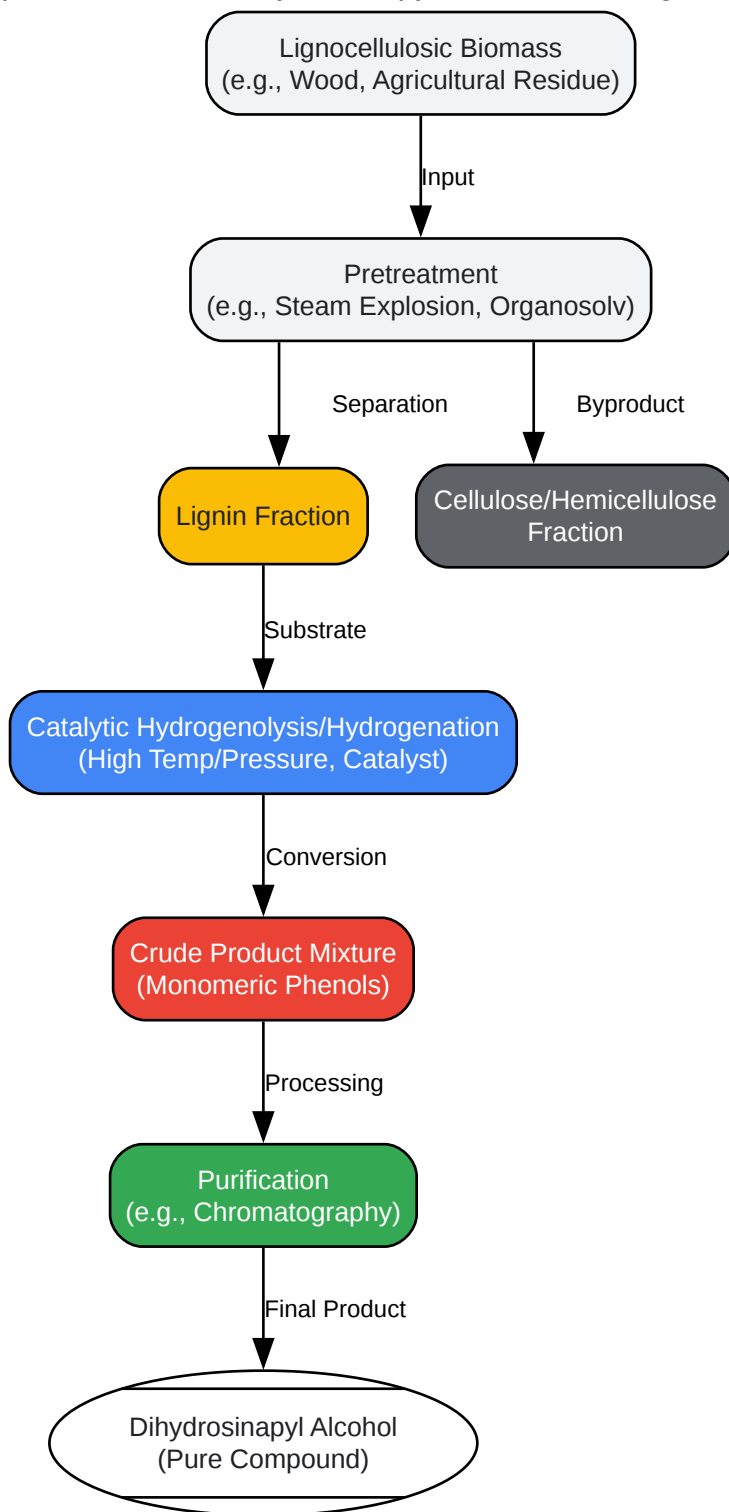 Lignocellulosic Biomass
(e.g., Wood, Agricultural Residue)
Input
Pretreatment
(e.g., Steam Explosion, Organosolv)
Separation
Byproduct
Lignin Fraction
Cellulose/Hemicellulose
Fraction
Substrate
Catalytic Hydrogenolysis/Hydrogenation
(High Temp/Pressure, Catalyst)
Conversion
Crude Product Mixture
(Monomeric Phenols)
Processing
Purification
(e.g., Chromatography)
Final Product
Dihydrosinapyl Alcohol
(Pure Compound)